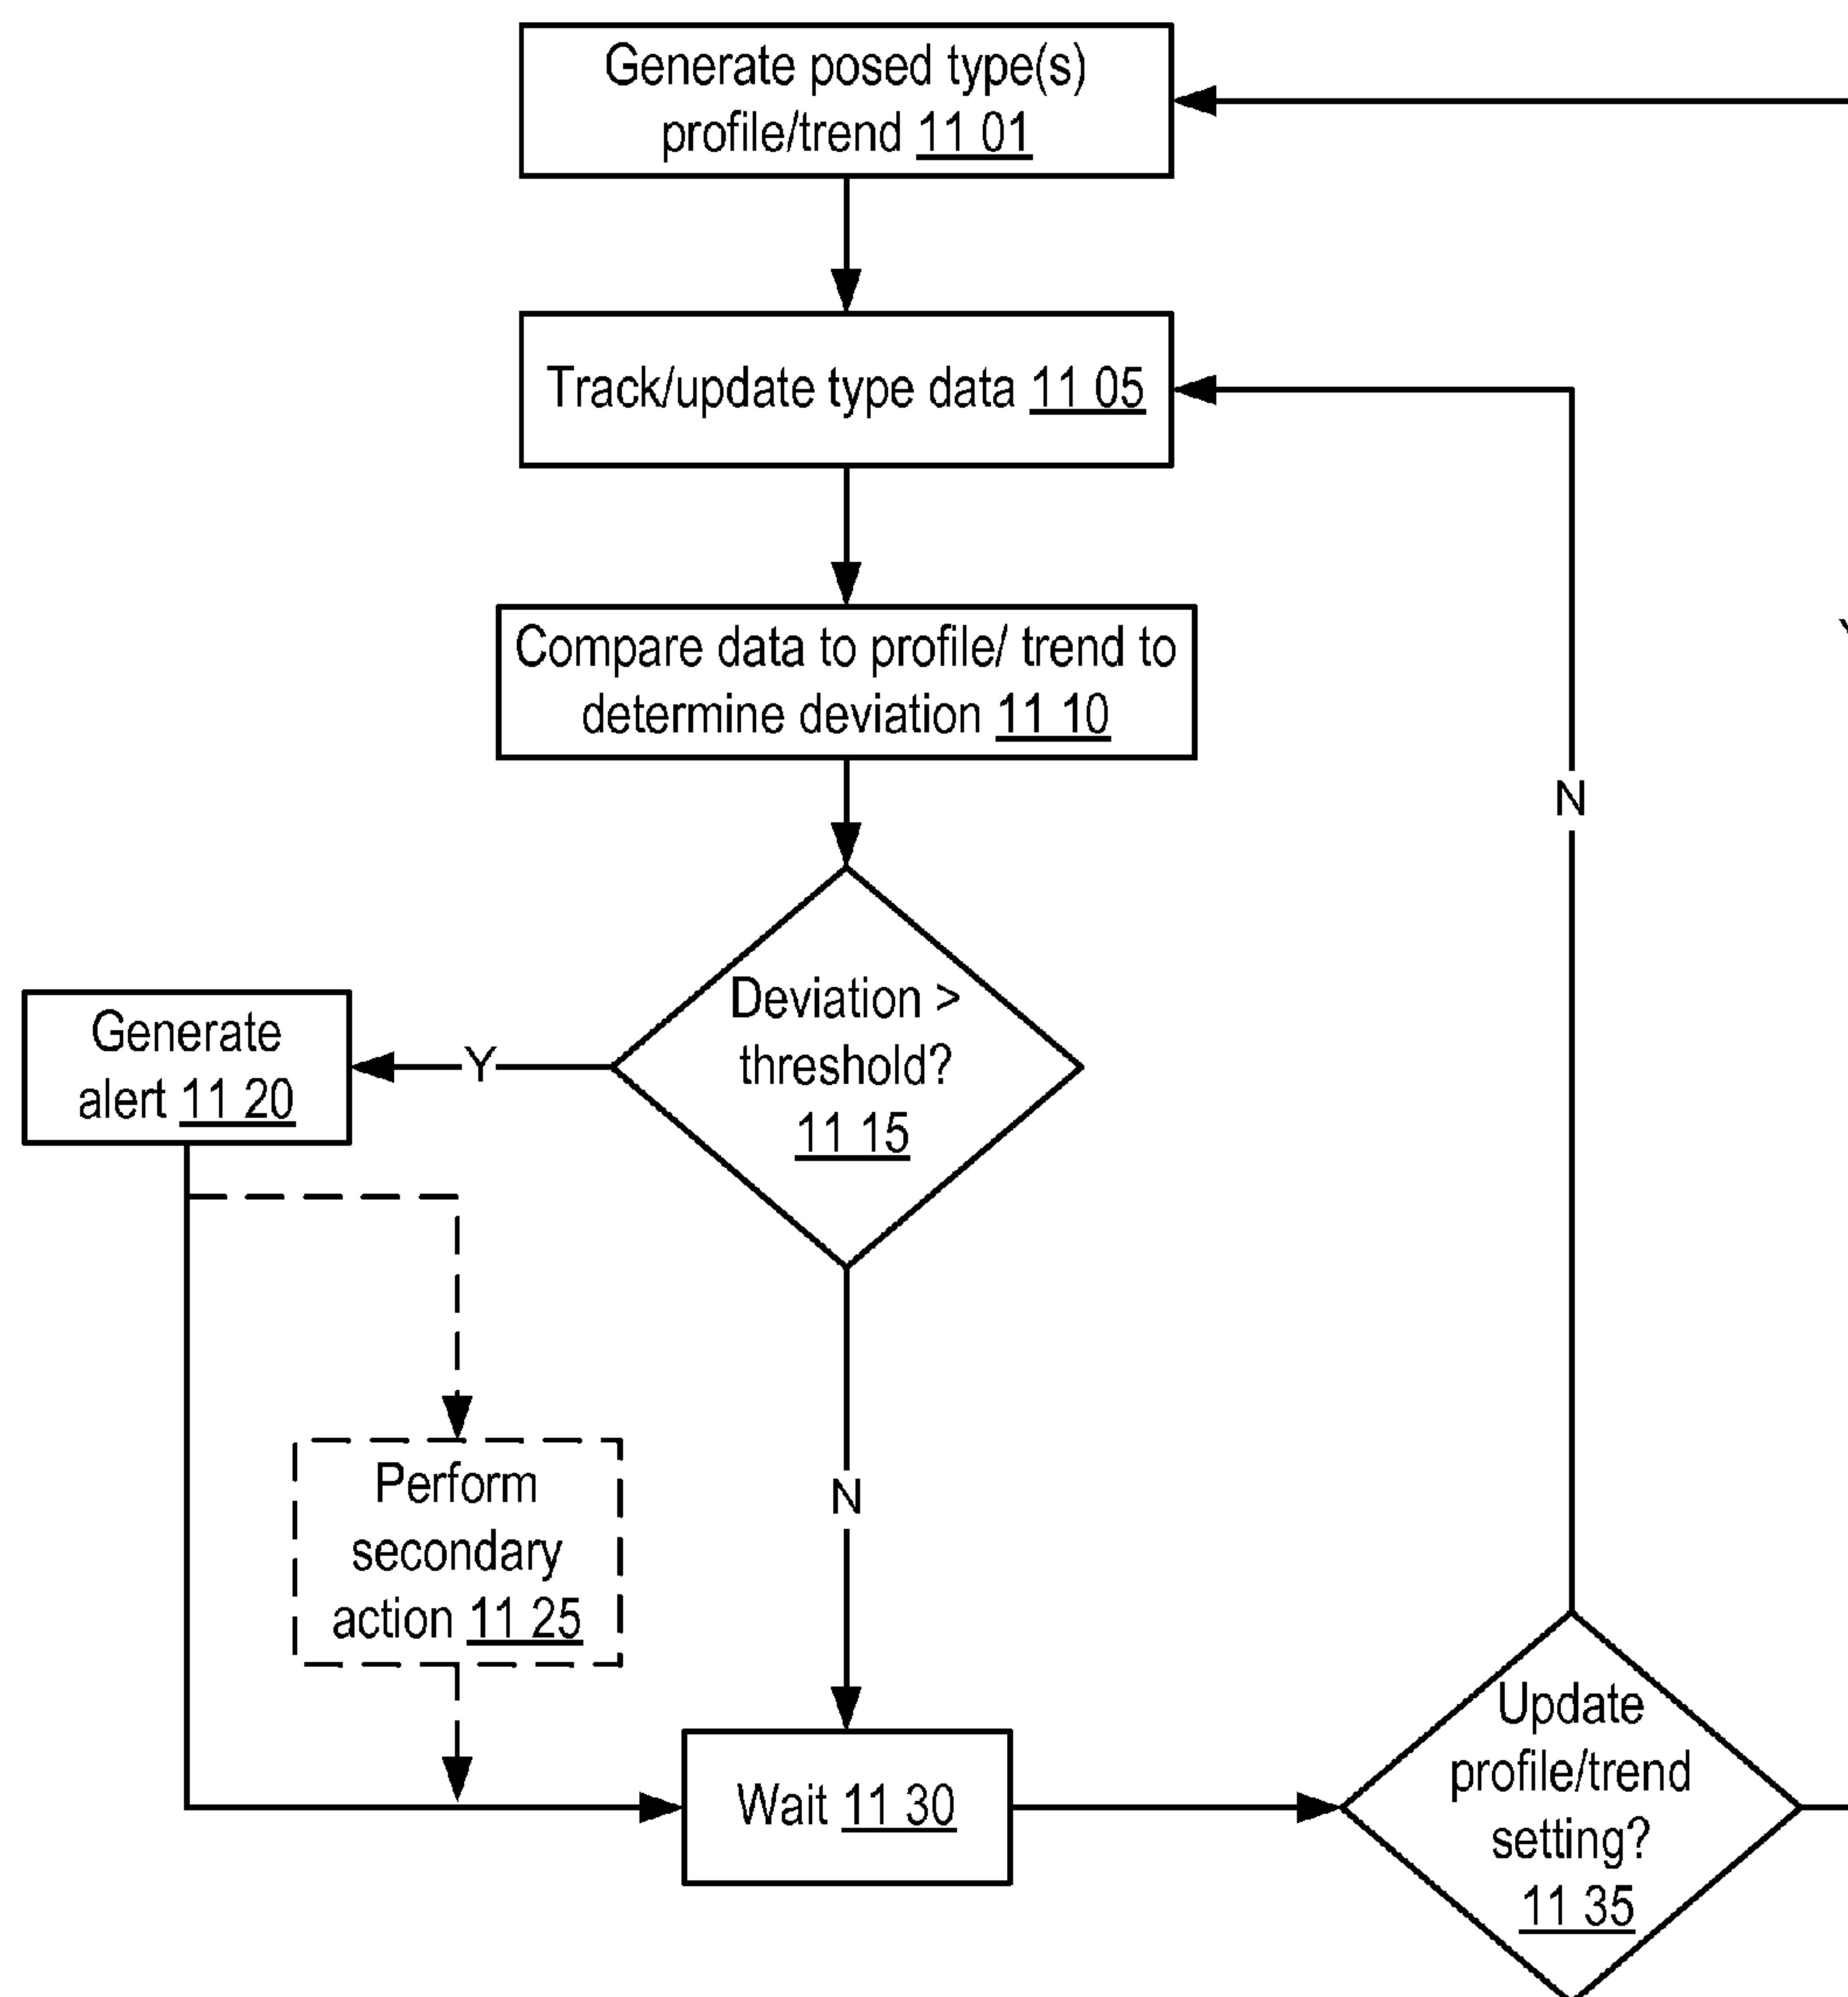 Generate posed type(s)
profile/trend 11 01
Track/update type data 11 05
Compare data to profile/ trend to
determine deviation 11 10
Deviation >
threshold?
11 15
Y
Generate
alert 11 20
N
Perform
secondary
action 11 25
Wait 11 30
N
Update
profile/trend
setting?
11 35